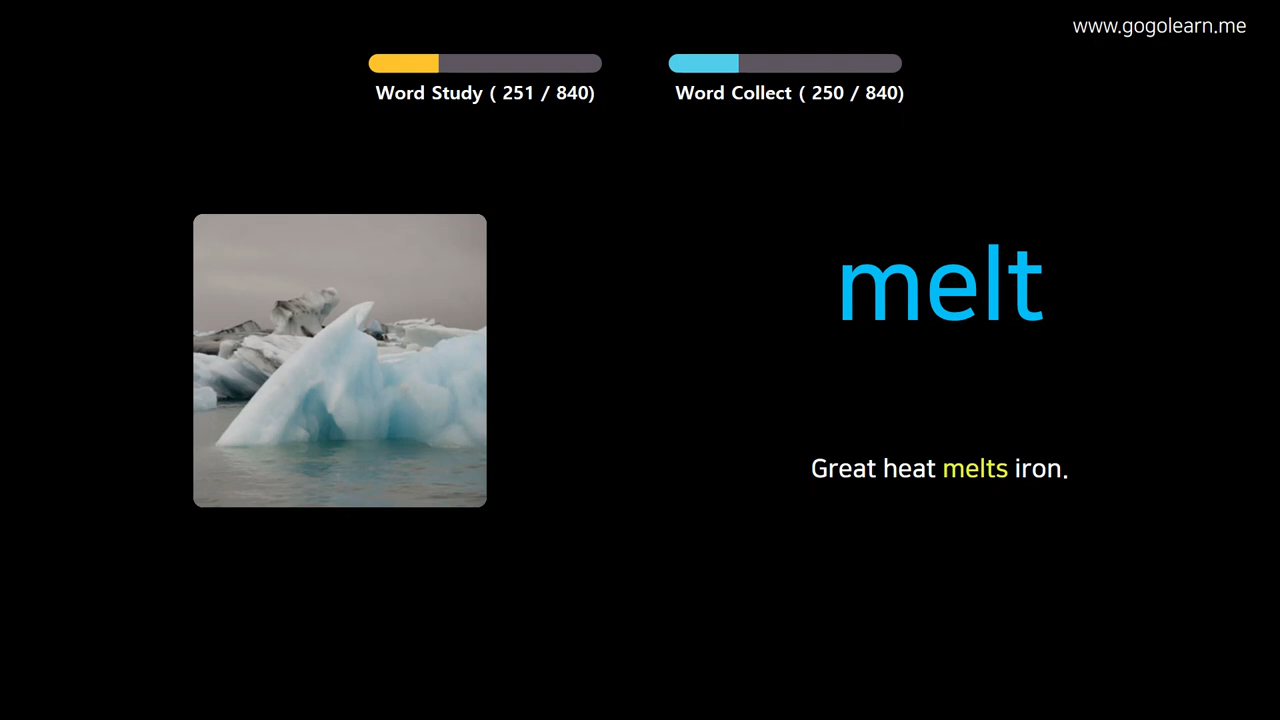 www.gogolearn.me
Word Study ( 251 / 840)
Word Collect ( 250 / 840)
melt
Great heat melts iron.